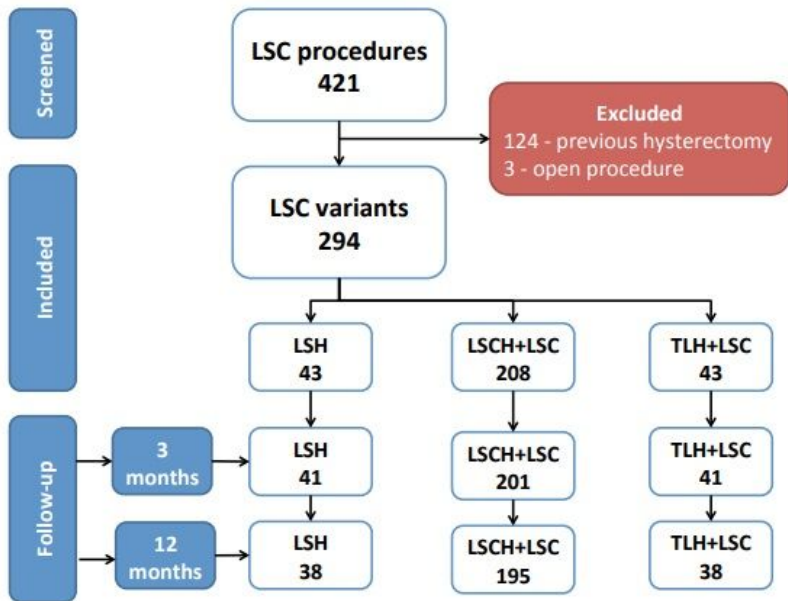 Screened
LSC procedures
421
Excluded
124 - previous hysterectomy
3 - open procedure
Included
LSC variants
294
LSH
43
LSCH+LSC
208
TLH+LSC
43
Follow-up
3
months
LSH
41
LSCH+LSC
201
TLH+LSC
41
12
months
LSH
38
LSCH+LSC
195
TLH+LSC
38